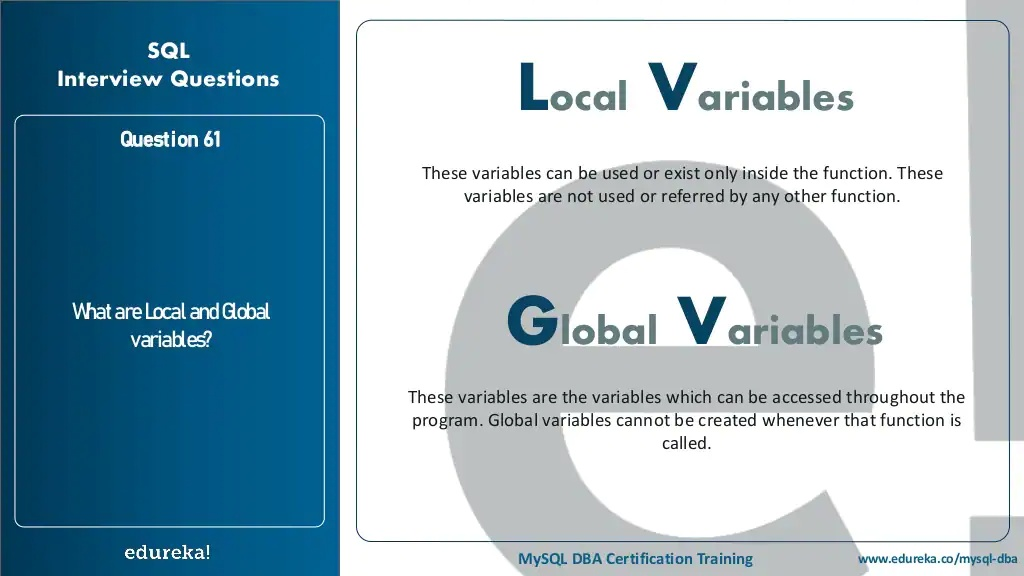 SQL
Interview Questions
Question 61
What are Local and Global
variables?
edureka!
Local Variables
These variables can be used or exist only inside the function. These
variables are not used or referred by any other function.
Global Variables
These variables are the variables which can be accessed throughout the
program. Global variables cannot be created whenever that function is
called.
MySQL DBA Certification Training
www.edureka.co/mysql-dba